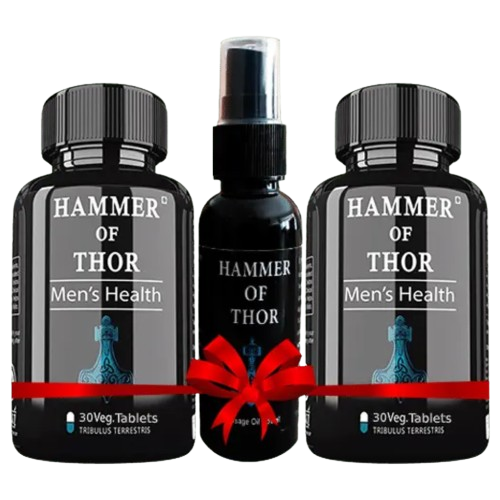 HAMMER
OF
THOR
Men's Health
30Veg.Tablets
TRIBULUS TERRESTRIS
HAMMER
OF
THOR
HAMMER
OF
THOR
Men's Health
30Veg.Tablets
TRIBULUS TERRESTRIS